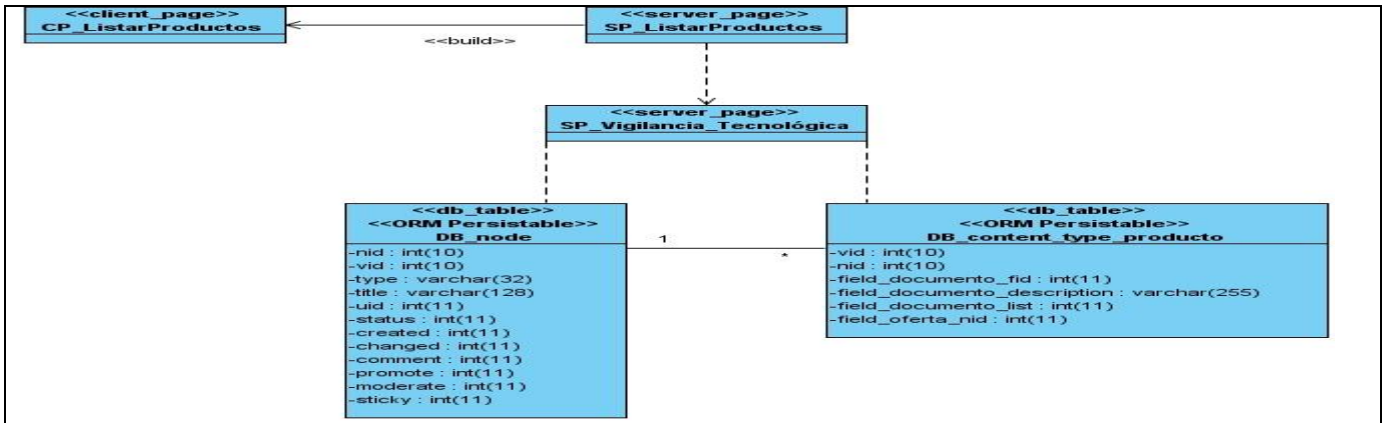 <<client_page>>
CP_ListarProductos
<<server_page>>
SP_ListarProductos
<<build>>
<<server_page>>
SP_Vigilancia_Tecnológica
<<db_table>>
<<ORM Persistable>>
DB_node
-nid : int(10)
-vid : int(10)
-type : varchar(32)
-title : varchar(128)
-uid : int(11)
-status : int(11)
-created : int(11)
-changed : int(11)
-comment : int(11)
-promote : int(11)
-moderate : int(11)
-sticky : int(11)
1
*
<<db_table>>
<<ORM Persistable>>
DB_content_type_producto
-vid : int(10)
-nid : int(10)
-field_documento_fid : int(11)
-field_documento_description : varchar(255)
-field_documento_list : int(11)
-field_oferta_nid : int(11)